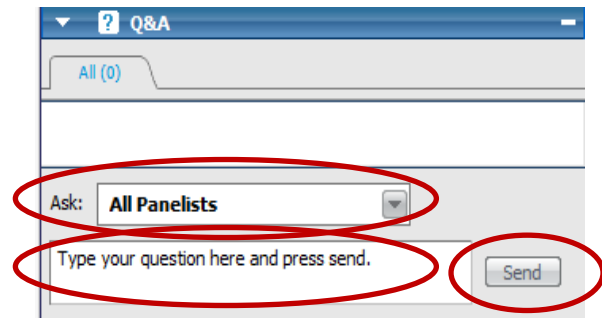 ? Q&A
All (0)
Ask: All Panelists
Type your question here and press send.
Send